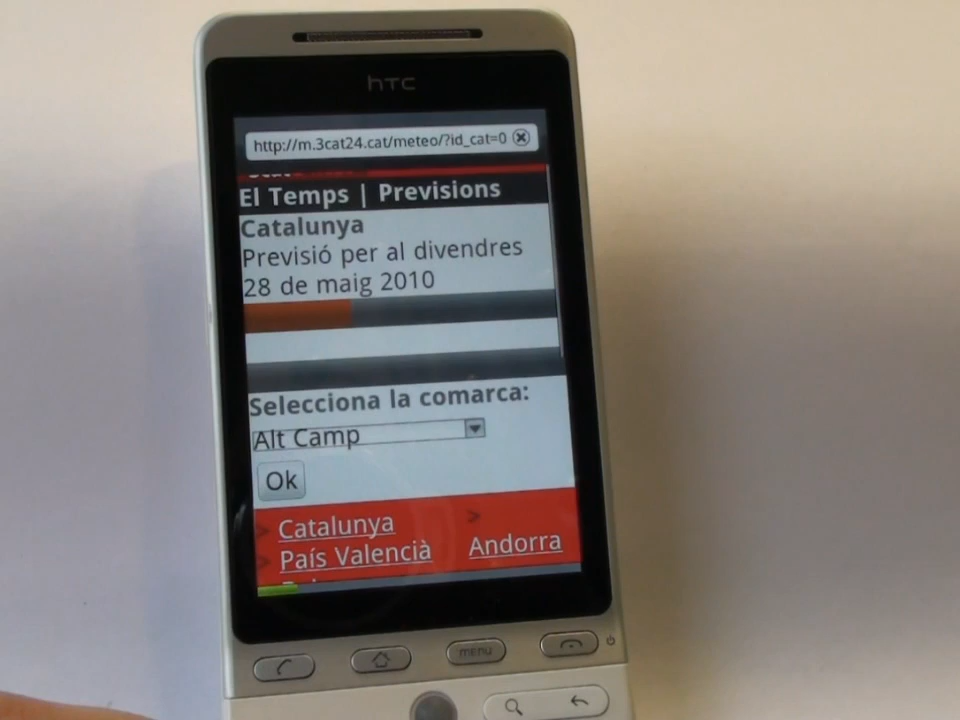 hTC
http://m.3cat24.cat/meteo/?id_cat=0
El Temps | Previsions
Catalunya
Previsió per al divendres
28 de maig 2010
Selecciona la comarca:
Alt Camp
Ok
> Catalunya >
> País Valencià Andorra
menu